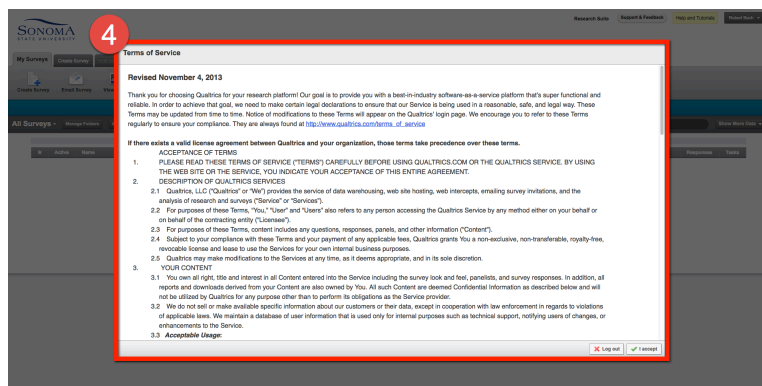 SONOMA
STATE UNIVERSITY
Research Suite Support & Feedback Help and Tutorials Robert Bech
4
My Surveys Create Survey
Create Survey Email Survey View
All Surveys Manage Folders Show More Data
Active Name Responses Tasks
Terms of Service
Revised November 4, 2013
Thank you for choosing Qualtrics for your research platform! Our goal is to provide you with a best-in-industry software-as-a-service platform that's super functional and
reliable. In order to achieve that goal, we need to make certain legal declarations to ensure that our Service is being used in a reasonable, safe, and legal way. These
Terms may be updated from time to time. Notice of modifications to these Terms will appear on the Qualtrics' login page. We encourage you to refer to these Terms
regularly to ensure your compliance. They are always found at http://www.qualtrics.com/terms_of_service
If there exists a valid license agreement between Qualtrics and your organization, those terms take precedence over these terms.
ACCEPTANCE OF TERMS
1. PLEASE READ THESE TERMS OF SERVICE ("TERMS") CAREFULLY BEFORE USING QUALTRICS.COM OR THE QUALTRICS SERVICE. BY USING
THE WEB SITE OR THE SERVICE, YOU INDICATE YOUR ACCEPTANCE OF THIS ENTIRE AGREEMENT.
2. DESCRIPTION OF QUALTRICS SERVICES
2.1 Qualtrics, LLC ("Qualtrics" or "We") provides the service of data warehousing, web site hosting, web intercepts, emailing survey invitations, and the
analysis of research and surveys ("Service" or "Services").
2.2 For purposes of these Terms, "You," "User" and "Users" also refers to any person accessing the Qualtrics Service by any method either on your behalf or
on behalf of the contracting entity ("Licensee").
2.3 For purposes of these Terms, content includes any questions, responses, panels, and other information ("Content").
2.4 Subject to your compliance with these Terms and your payment of any applicable fees, Qualtrics grants You a non-exclusive, non-transferable, royalty-free,
revocable license and lease to use the Services for your own internal business purposes.
2.5 Qualtrics may make modifications to the Services at any time, as it deems appropriate, and in its sole discretion.
3. YOUR CONTENT
3.1 You own all right, title and interest in all Content entered into the Service including the survey look and feel, panelists, and survey responses. In addition, all
reports and downloads derived from your Content are also owned by You. All such Content are deemed Confidential Information as described below and will
not be utilized by Qualtrics for any purpose other than to perform its obligations as the Service provider.
3.2 We do not sell or make available specific information about our customers or their data, except in cooperation with law enforcement in regards to violations
of applicable laws. We maintain a database of user information that is used only for internal purposes such as technical support, notifying users of changes, or
enhancements to the Service.
3.3 Acceptable Usage:
Log out I accept